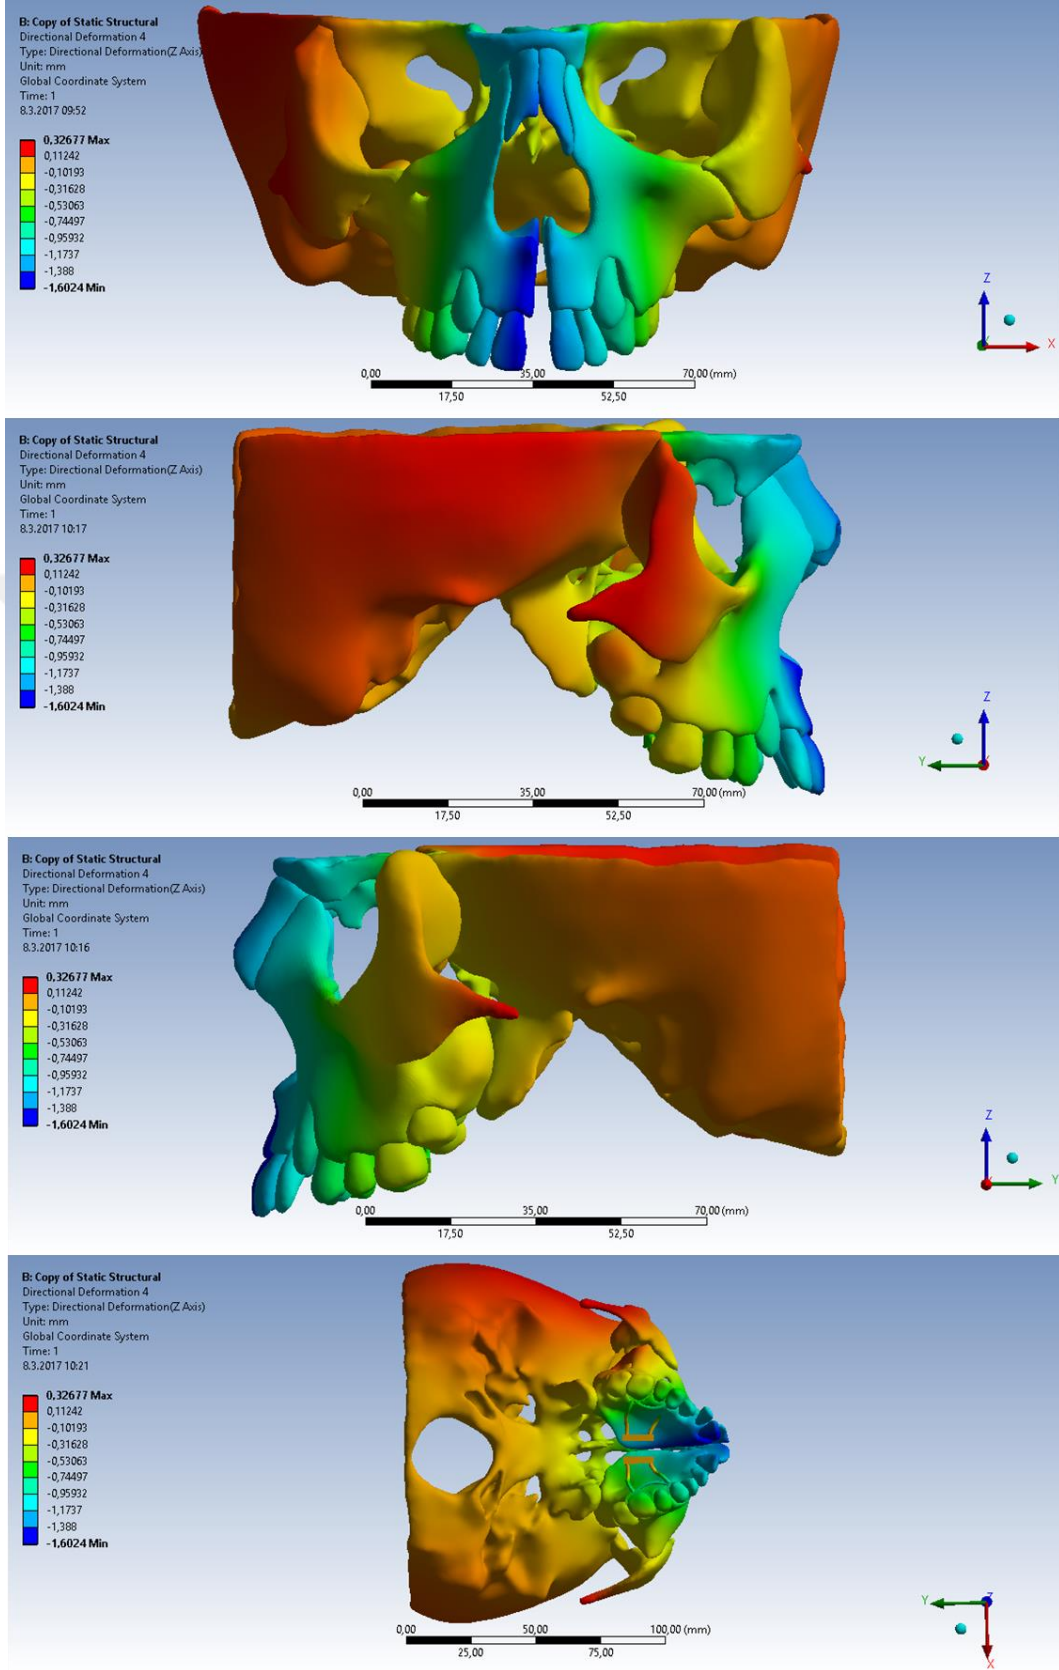 B: Copy of Static Structural
Directional Deformation 4
Type: Directional Deformation(Z Axis)
Unit: mm
Global Coordinate System
Time: 1
8.3.2017 09:52
0,32677 Max
0,11242
-0,10193
-0,31628
-0,53063
-0,74497
-0,95932
-1,1737
-1,388
-1,6024 Min
Z
X
0,00 35,00 70,00 (mm)
17,50 52,50
B: Copy of Static Structural
Directional Deformation 4
Type: Directional Deformation(Z Axis)
Unit: mm
Global Coordinate System
Time: 1
8.3.2017 10:17
0,32677 Max
0,11242
-0,10193
-0,31628
-0,53063
-0,74497
-0,95932
-1,1737
-1,388
-1,6024 Min
Z
Y
0,00 35,00 70,00 (mm)
17,50 52,50
B: Copy of Static Structural
Directional Deformation 4
Type: Directional Deformation(Z Axis)
Unit: mm
Global Coordinate System
Time: 1
8.3.2017 10:16
0,32677 Max
0,11242
-0,10193
-0,31628
-0,53063
-0,74497
-0,95932
-1,1737
-1,388
-1,6024 Min
Z
Y
0,00 35,00 70,00 (mm)
17,50 52,50
B: Copy of Static Structural
Directional Deformation 4
Type: Directional Deformation(Z Axis)
Unit: mm
Global Coordinate System
Time: 1
8.3.2017 10:21
0,32677 Max
0,11242
-0,10193
-0,31628
-0,53063
-0,74497
-0,95932
-1,1737
-1,388
-1,6024 Min
Y Z
X
0,00 50,00 100,00 (mm)
25,00 75,00